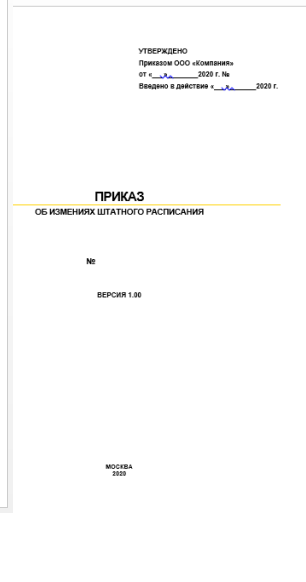 УТВЕРЖДЕНО
Приказом ООО «Компания»
от «___»________2020 г. №
Введено в действие «___»________2020 г.
ПРИКАЗ
ОБ ИЗМЕНИЯХ ШТАТНОГО РАСПИСАНИЯ
№
ВЕРСИЯ 1.00
МОСКВА
2020